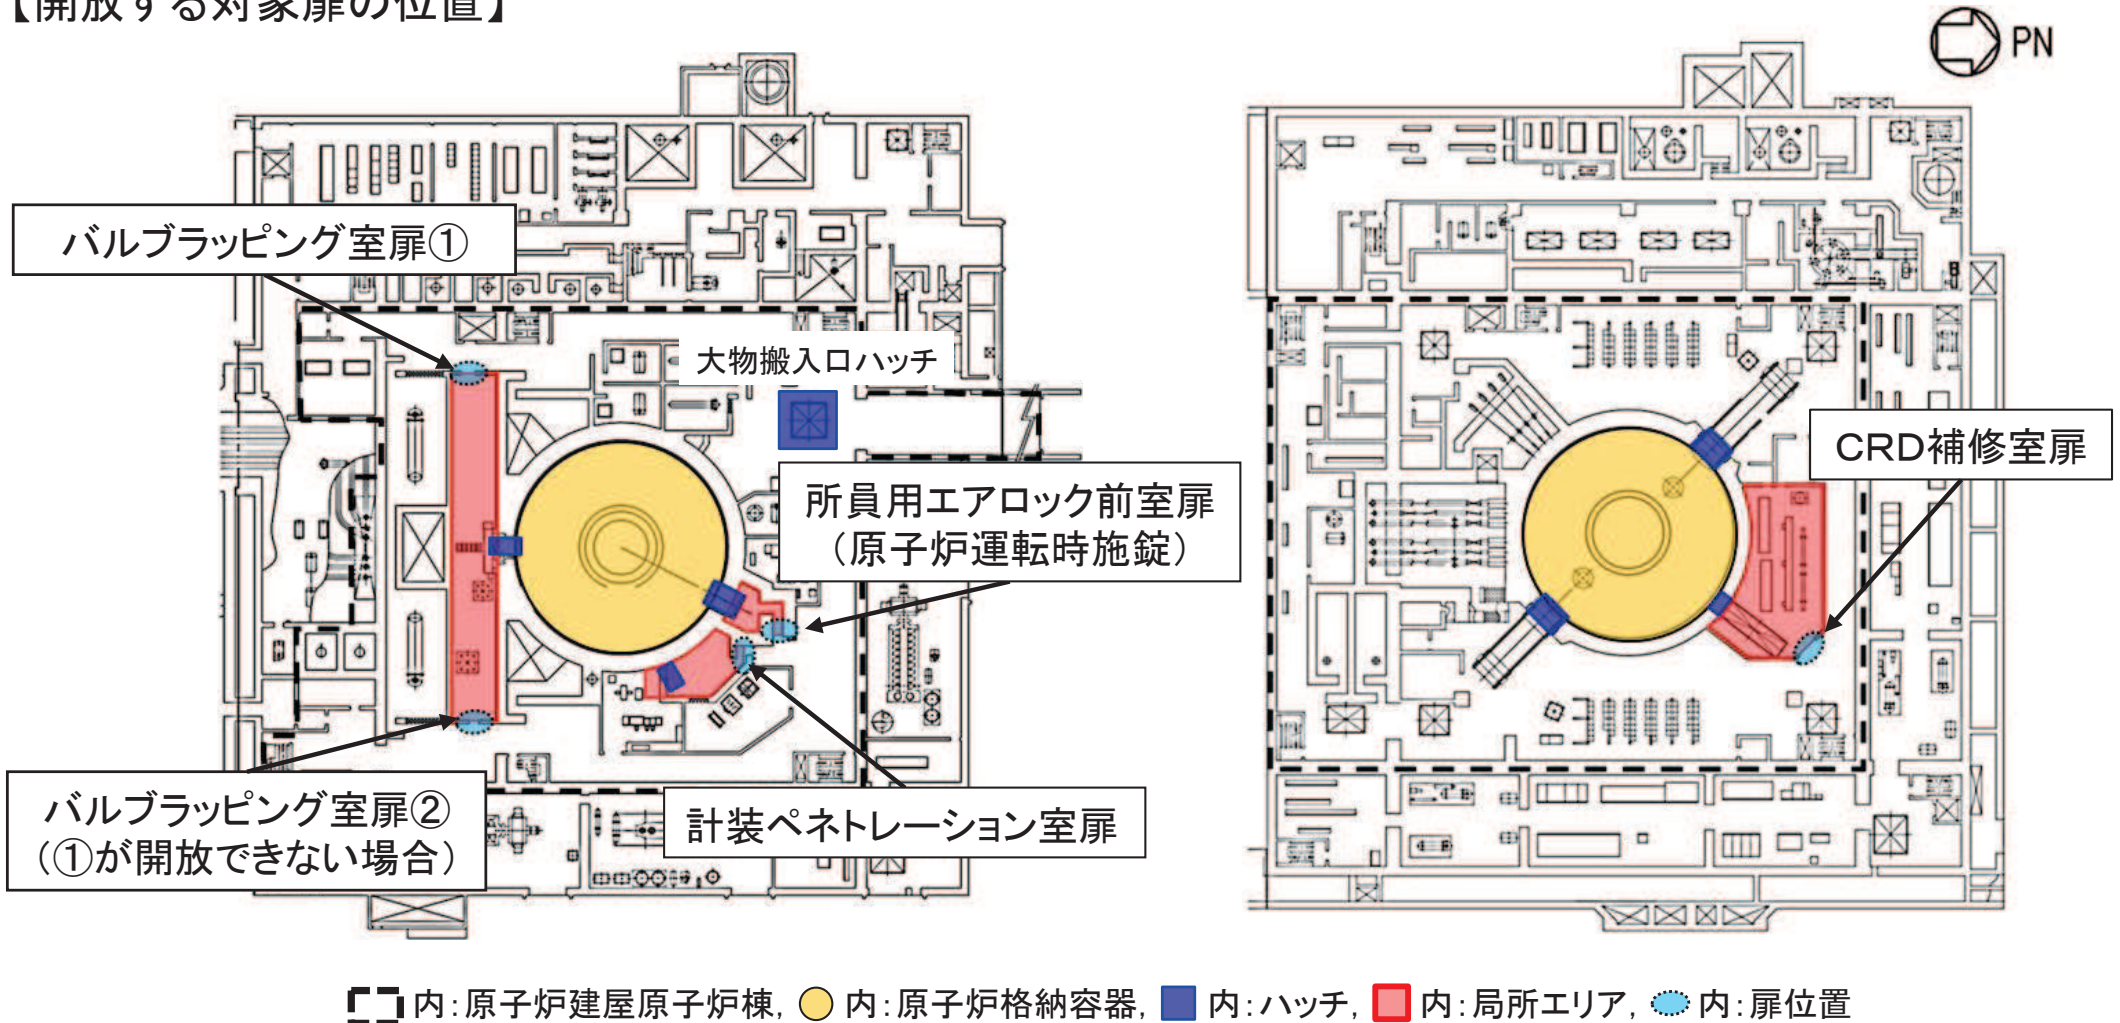 【開放する対象扉の位置】
PN
バルブラッピング室扉①
大物搬入口ハッチ
所員用エアロック前室扉
（原子炉運転時施錠）
CRD補修室扉
バルブラッピング室扉②
（①が開放できない場合）
計装ペネトレーション室扉
内：原子炉建屋原子炉棟, 内：原子炉格納容器, 内：ハッチ, 内：局所エリア, 内：扉位置